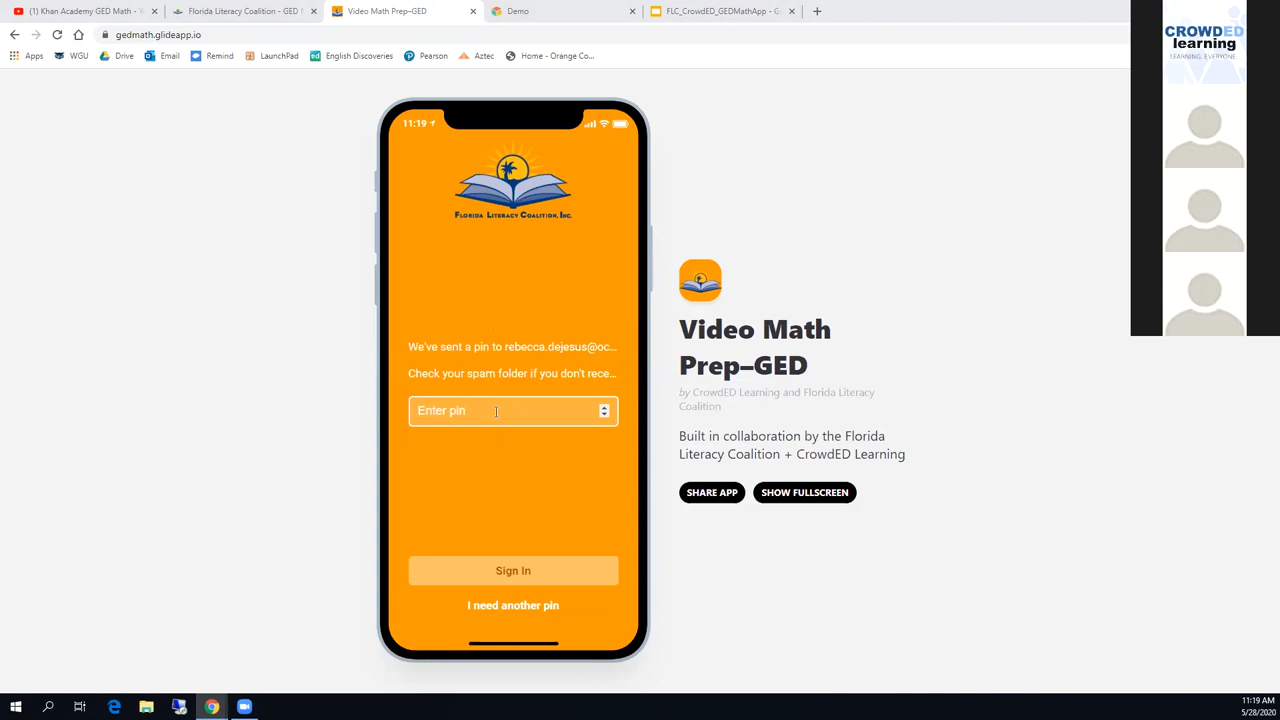 (1) Khan Academy GED Math -
Florida Literacy Coalition - GED
Video Math Prep–GED
Demo
FLC_CrowdED_GEDMathApp -
gedmath.glideapp.io
Apps
WGU
Drive
Email
Remind
LaunchPad
English Discoveries
Pearson
Aztec
Home - Orange Co...
CROWDED
learning
LEARNING. EVERYONE.
11:19
FLORIDA LITERACY COALITION, INC.
We've sent a pin to rebecca.dejesus@oc...
Check your spam folder if you don't rece...
Enter pin
Sign In
I need another pin
Video Math
Prep–GED
by CrowdED Learning and Florida Literacy
Coalition
Built in collaboration by the Florida
Literacy Coalition + CrowdED Learning
SHARE APP
SHOW FULLSCREEN
11:19 AM
5/28/2020